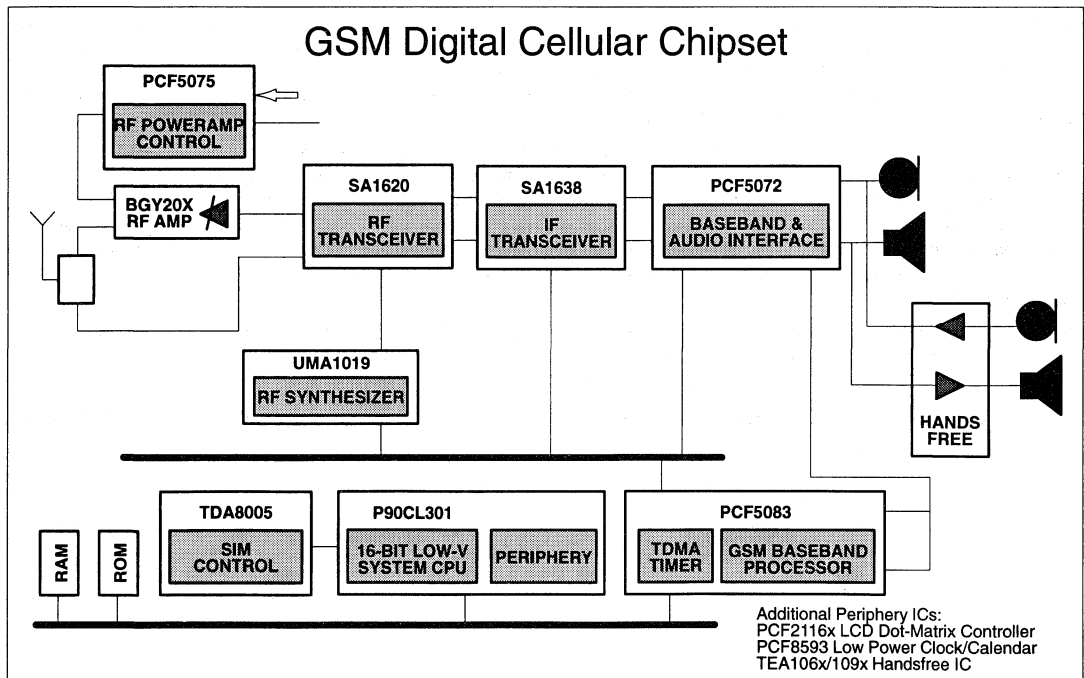 GSM Digital Cellular Chipset
PCF5075
RF POWERAMP
CONTROL
BGY20X
RF AMP
SA1620
RF
TRANSCEIVER
SA1638
IF
TRANSCEIVER
PCF5072
BASEBAND &
AUDIO INTERFACE
UMA1019
RF SYNTHESIZER
HANDS
FREE
RAM
ROM
TDA8005
SIM
CONTROL
P90CL301
16-BIT LOW-V
SYSTEM CPU
PERIPHERY
PCF5083
TDMA
TIMER
GSM BASEBAND
PROCESSOR
Additional Periphery ICs:
PCF2116x LCD Dot-Matrix Controller
PCF8593 Low Power Clock/Calendar
TEA106x/109x Handsfree IC